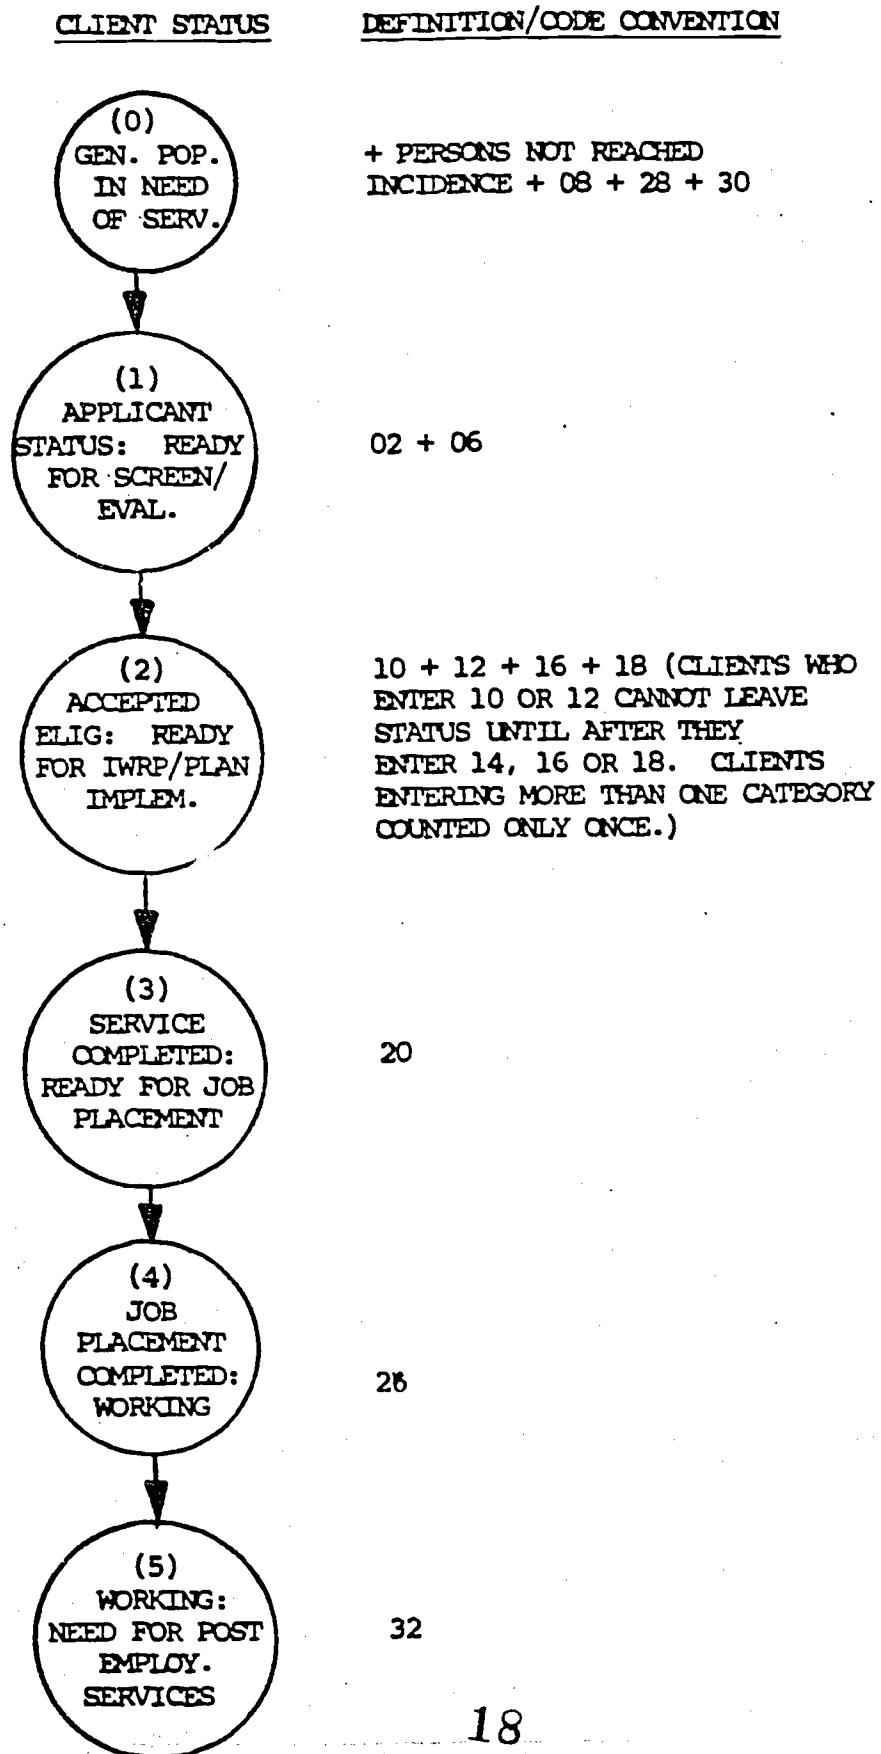 CLIENT STATUS DEFINITION/CODE CONVENTION
(0)
GEN. POP.
IN NEED
OF SERV.
+ PERSONS NOT REACHED
INCIDENCE + 08 + 28 + 30
(1)
APPLICANT
STATUS: READY
FOR SCREEN/
EVAL.
02 + 06
(2)
ACCEPTED
ELIG: READY
FOR IWRP/PLAN
IMPLEM.
10 + 12 + 16 + 18 (CLIENTS WHO
ENTER 10 OR 12 CANNOT LEAVE
STATUS UNTIL AFTER THEY
ENTER 14, 16 OR 18. CLIENTS
ENTERING MORE THAN ONE CATEGORY
COUNTED ONLY ONCE.)
(3)
SERVICE
COMPLETED:
READY FOR JOB
PLACEMENT
20
(4)
JOB
PLACEMENT
COMPLETED:
WORKING
26
(5)
WORKING:
NEED FOR POST
EMPLOY.
SERVICES
32
18